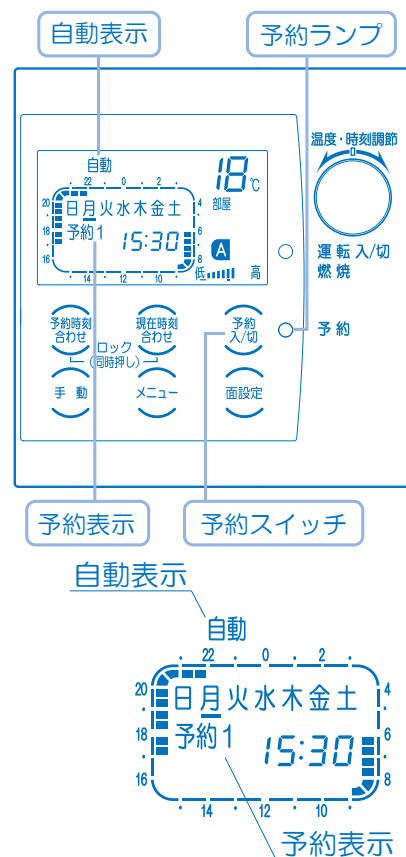 自動表示
予約ランプ
温度・時刻調節
自動
18℃
・ 22 ・ 0 ・ 2 ・
部屋
20
日月火水木金土
4
・
・
18
予約1
15:30
6
・
A
・
16
8
・ 14 ・ 12 ・ 10 ・
低
高
運転 入/切
燃焼
予約時刻
合わせ
現在時刻
合わせ
予約
入/切
予約
ロック
(同時押し)
手動
メニュー
面設定
予約表示
予約スイッチ
自動表示
自動
・ 22 ・ 0 ・ 2 ・
20
日月火水木金土
4
・
・
18
予約1
15:30
6
・
・
16
8
・ 14 ・ 12 ・ 10 ・
予約表示